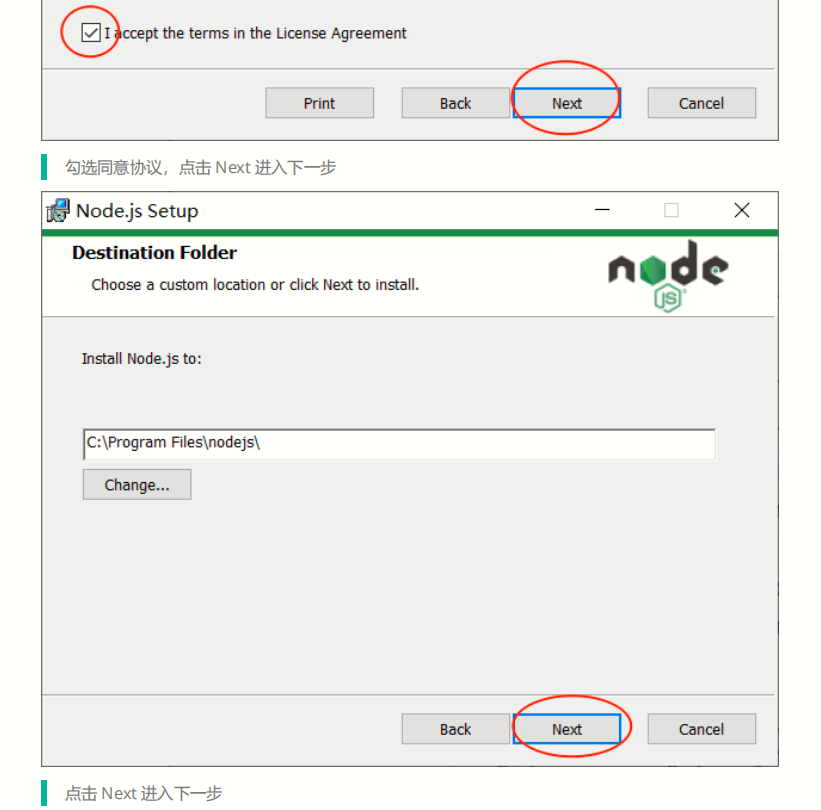 I accept the terms in the License Agreement
Print Back Next Cancel
勾选同意协议，点击 Next 进入下一步
Node.js Setup
Destination Folder
node
Choose a custom location or click Next to install.
JS
Install Node.js to:
C:\Program Files\nodejs\
Change...
Back Next Cancel
点击 Next 进入下一步